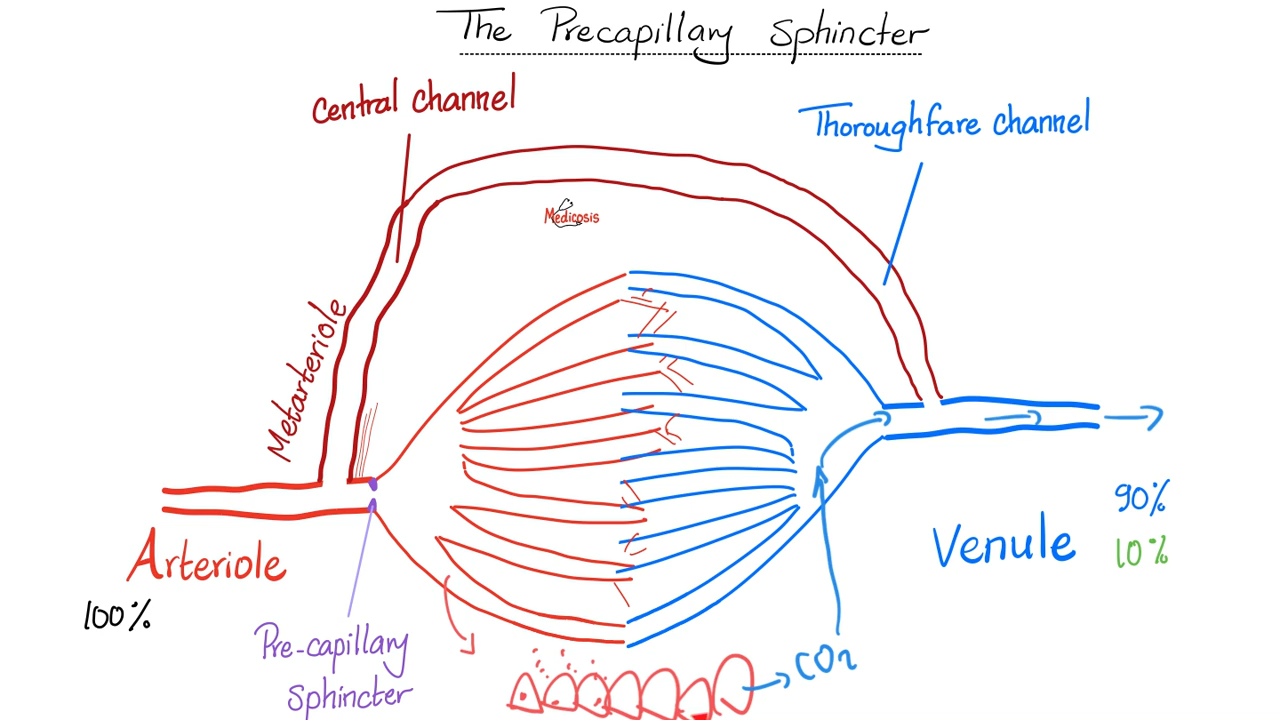 The Precapillary Sphincter
Central channel
Thoroughfare channel
Medicosis
Metarteriole
Arteriole
100%
Pre-capillary
sphincter
Venule
90%
10%
CO2